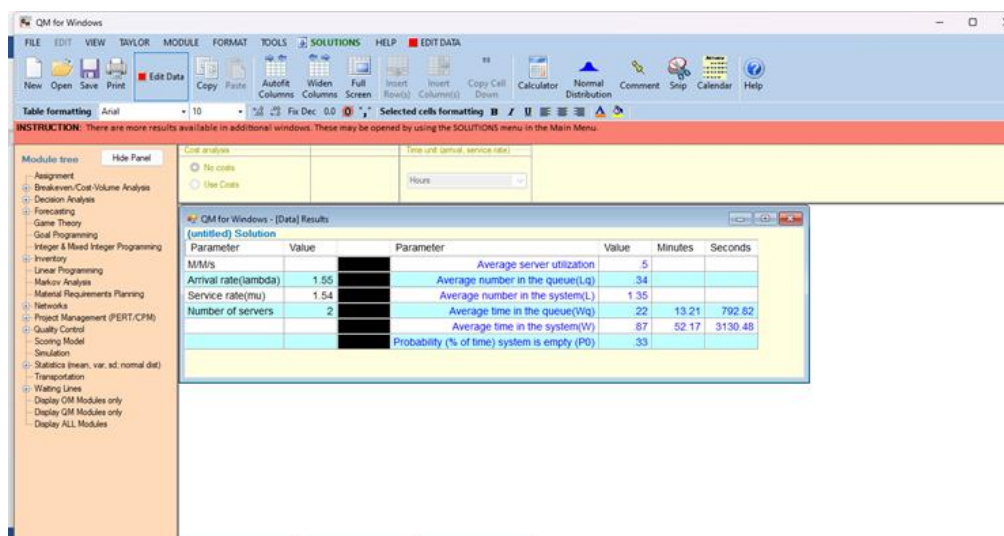 QM for Windows
FILE EDIT VIEW TAYLOR MODULE FORMAT TOOLS SOLUTIONS HELP EDIT DATA
New Open Save Print Edit Data Copy Paste Autofit Columns Widen Columns Full Screen Insert Row(s) Insert Column(s) Copy Cell Down Calculator Normal Distribution Comment Snip Calendar Help
Table formatting Arial 10 Fix Dec 0.0 0 "," Selected cells formatting B I U
INSTRUCTION: There are more results available in additional windows. These may be opened by using the SOLUTIONS menu in the Main Menu.
Module tree Hide Panel
Assignment
Breakeven/Cost-Volume Analysis
Decision Analysis
Forecasting
Game Theory
Goal Programming
Integer & Mixed Integer Programming
Inventory
Linear Programming
Markov Analysis
Material Requirements Planning
Networks
Project Management (PERT/CPM)
Quality Control
Scoring Model
Simulation
Statistics (mean, var, sd, normal dist)
Transportation
Waiting Lines
Display OM Modules only
Display QM Modules only
Display ALL Modules
Cost analysis
No costs
Use Costs
Time unit (arrival, service rate)
Hours
QM for Windows - [Data] Results
(untitled) Solution
Parameter Value Parameter Value Minutes Seconds
M/M/s Average server utilization .5
Arrival rate(lambda) 1.55 Average number in the queue(Lq) .34
Service rate(mu) 1.54 Average number in the system(L) 1.35
Number of servers 2 Average time in the queue(Wq) .22 13.21 792.62
Average time in the system(W) .87 52.17 3130.48
Probability (% of time) system is empty (P0) .33